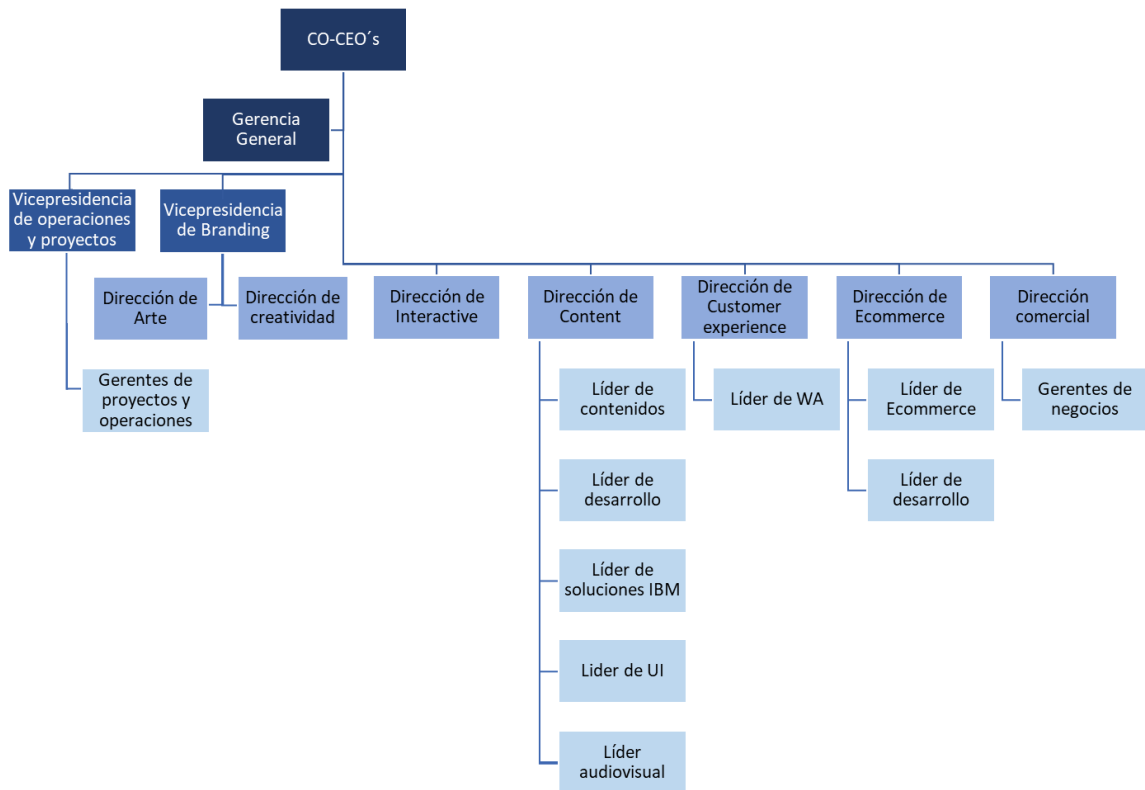 CO-CEO´s
Gerencia
General
Vicepresidencia
de operaciones
y proyectos
Vicepresidencia
de Branding
Dirección de
Arte
Dirección de
creatividad
Dirección de
Interactive
Dirección de
Content
Dirección de
Customer
experience
Dirección de
Ecommerce
Dirección
comercial
Gerentes de
proyectos y
operaciones
Líder de
contenidos
Líder de WA
Líder de
Ecommerce
Gerentes de
negocios
Líder de
desarrollo
Líder de
desarrollo
Líder de
soluciones IBM
Lider de UI
Líder
audiovisual